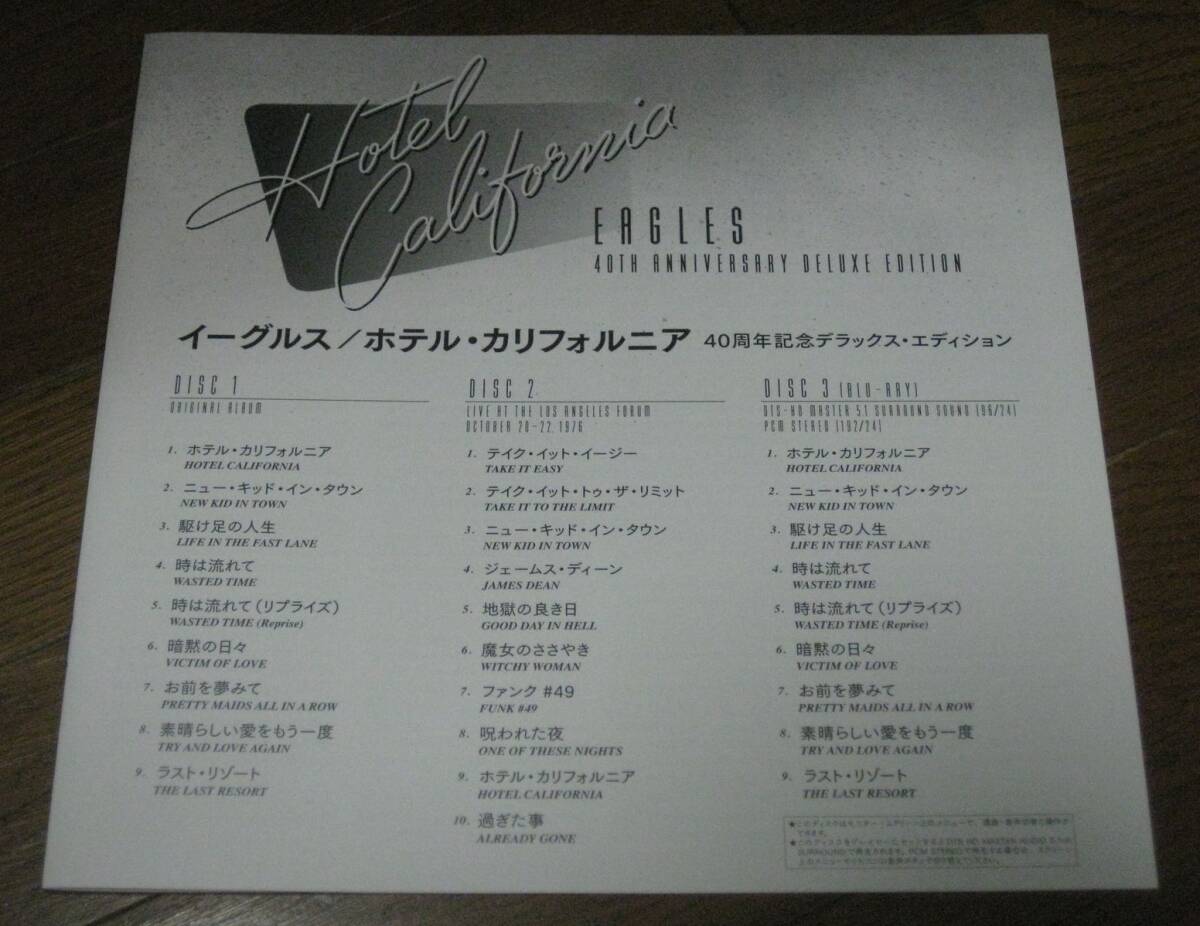 Hotel
California
EAGLES
40TH ANNIVERSARY DELUXE EDITION
イーグルス／ホテル・カリフォルニア 40周年記念デラックス・エディション
DISC 1
ORIGINAL ALBUM
1. ホテル・カリフォルニア
HOTEL CALIFORNIA
2. ニュー・キッド・イン・タウン
NEW KID IN TOWN
3. 駆け足の人生
LIFE IN THE FAST LANE
4. 時は流れて
WASTED TIME
5. 時は流れて（リプライズ）
WASTED TIME (Reprise)
6. 暗黙の日々
VICTIM OF LOVE
7. お前を夢みて
PRETTY MAIDS ALL IN A ROW
8. 素晴らしい愛をもう一度
TRY AND LOVE AGAIN
9. ラスト・リゾート
THE LAST RESORT
DISC 2
LIVE AT THE LOS ANGELES FORUM
OCTOBER 20-22, 1976
1. テイク・イット・イージー
TAKE IT EASY
2. テイク・イット・トゥ・ザ・リミット
TAKE IT TO THE LIMIT
3. ニュー・キッド・イン・タウン
NEW KID IN TOWN
4. ジェームス・ディーン
JAMES DEAN
5. 地獄の良き日
GOOD DAY IN HELL
6. 魔女のささやき
WITCHY WOMAN
7. ファンク #49
FUNK #49
8. 呪われた夜
ONE OF THESE NIGHTS
9. ホテル・カリフォルニア
HOTEL CALIFORNIA
10. 過ぎた事
ALREADY GONE
DISC 3 (BLU-RAY)
DTS-HD MASTER 5.1 SURROUND SOUND (96/24)
PCM STEREO (192/24)
1. ホテル・カリフォルニア
HOTEL CALIFORNIA
2. ニュー・キッド・イン・タウン
NEW KID IN TOWN
3. 駆け足の人生
LIFE IN THE FAST LANE
4. 時は流れて
WASTED TIME
5. 時は流れて（リプライズ）
WASTED TIME (Reprise)
6. 暗黙の日々
VICTIM OF LOVE
7. お前を夢みて
PRETTY MAIDS ALL IN A ROW
8. 素晴らしい愛をもう一度
TRY AND LOVE AGAIN
9. ラスト・リゾート
THE LAST RESORT